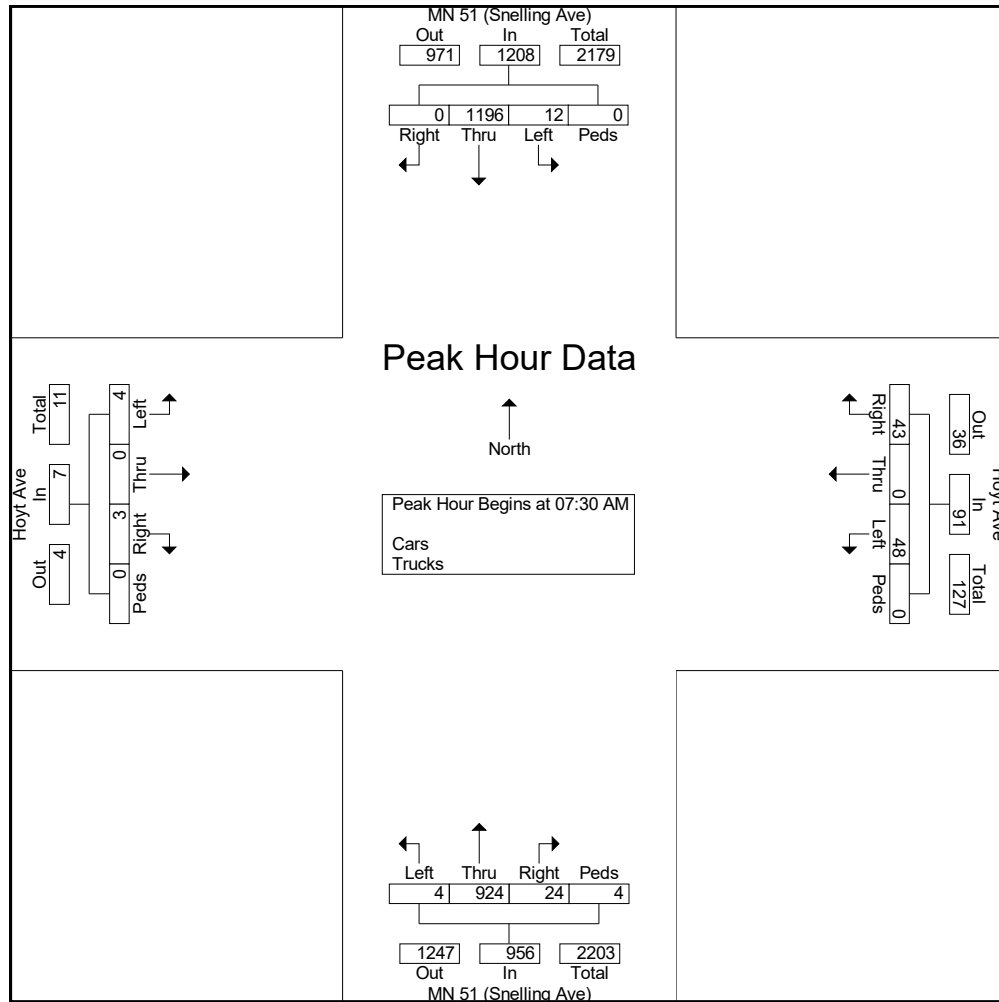 MN 51 (Snelling Ave)
Out In Total
971 1208 2179
0 1196 12 0
Right Thru Left Peds
Peak Hour Data
North
Peak Hour Begins at 07:30 AM
Cars
Trucks
Hoyt Ave
Out In Total
4 7 11
Left Thru Right Peds
4 0 3 0
Hoyt Ave
Out In Total
36 91 127
Right Thru Left Peds
43 0 48 0
Left Thru Right Peds
4 924 24 4
1247 956 2203
Out In Total
MN 51 (Snelling Ave)